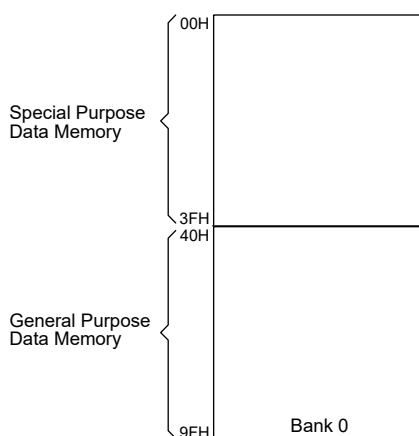 00H
Special Purpose
Data Memory
3FH
40H
General Purpose
Data Memory
9FH
Bank 0